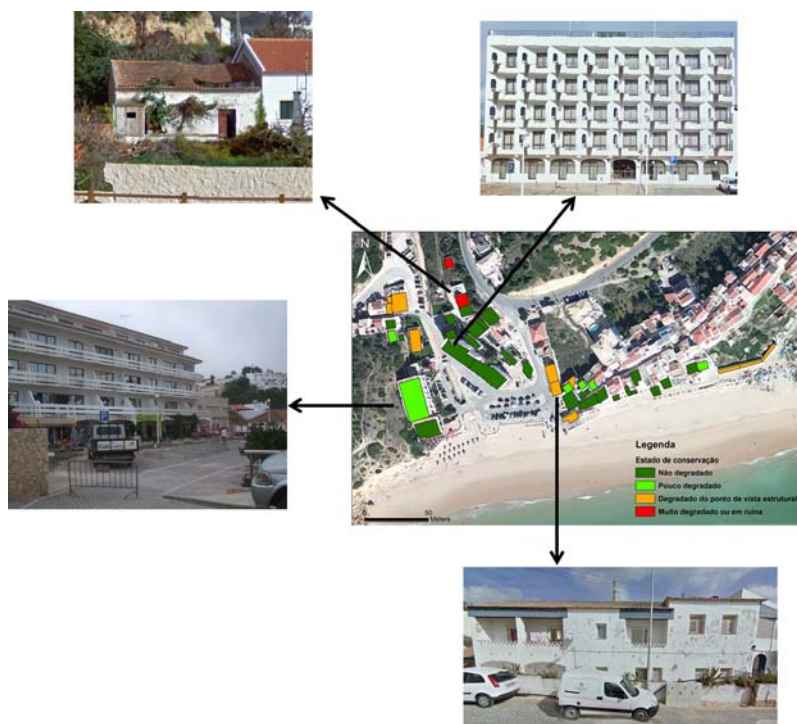 N
Legenda
Estado de conservação
Não degradado
Pouco degradado
Degradado do ponto de vista estrutural
Muito degradado ou em ruína
0 50
Meters